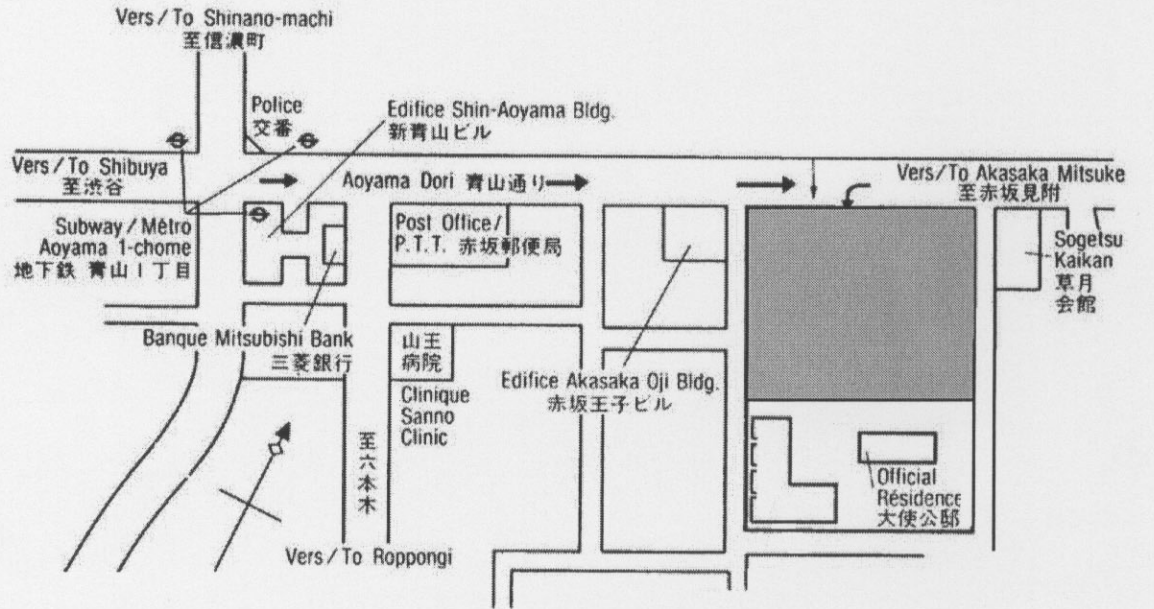 Vers / To Shinano-machi
至信濃町
Police
交番
Edifice Shin-Aoyama Bldg.
新青山ビル
Vers / To Shibuya
至渋谷
Aoyama Dori 青山通り
Vers / To Akasaka Mitsuke
至赤坂見附
Subway / Métro
Aoyama 1-chome
地下鉄 青山1丁目
Post Office /
P.T.T. 赤坂郵便局
Sogetsu
Kaikan
草月
会館
Banque Mitsubishi Bank
三菱銀行
山王
病院
Clinique
Sanno
Clinic
Edifice Akasaka Oji Bldg.
赤坂王子ビル
至六本木
Vers / To Roppongi
Official
Résidence
大使公邸